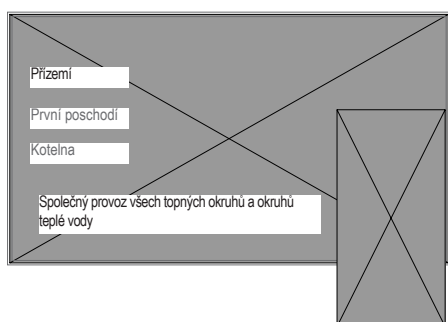 Přízemí
První poschodí
Kotelna
Společný provoz všech topných okruhů a okruhů
teplé vody